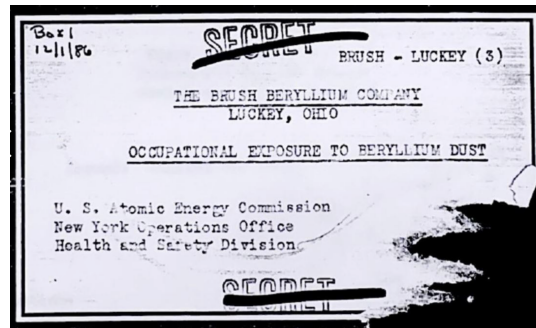 Box 1
12/1/86
SECRET
BRUSH - LUCKEY (3)
THE BRUSH BERYLLIUM COMPANY
LUCKEY, OHIO
OCCUPATIONAL EXPOSURE TO BERYLLIUM DUST
U. S. Atomic Energy Commission
New York Operations Office
Health and Safety Division
SECRET